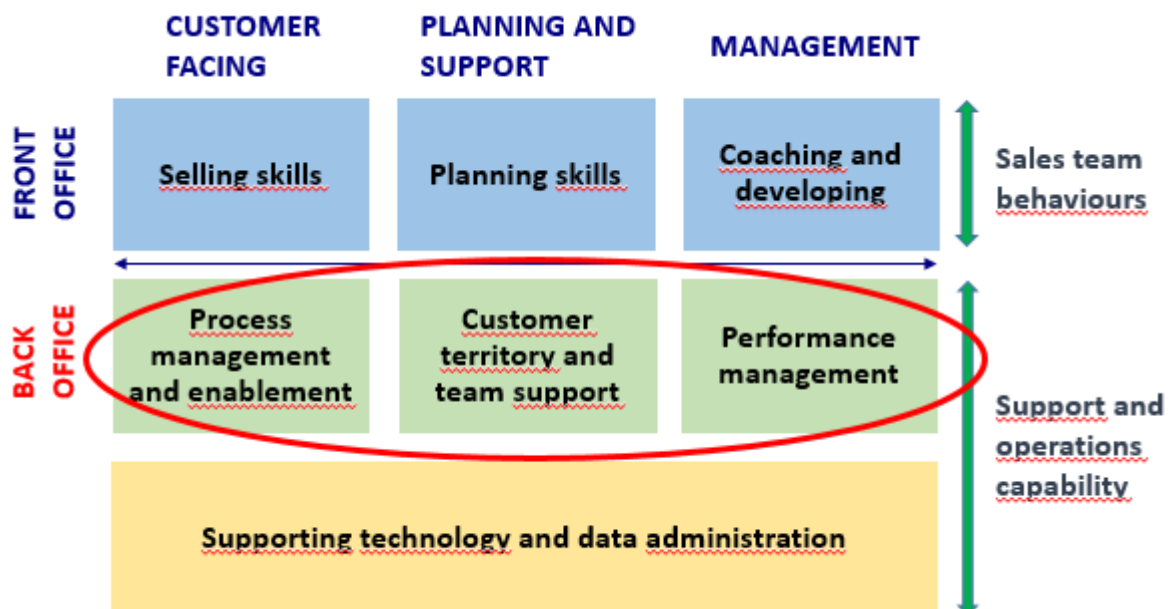 CUSTOMER
FACING
PLANNING AND
SUPPORT
MANAGEMENT
FRONT
OFFICE
Selling skills
Planning skills
Coaching and
developing
Sales team
behaviours
BACK
OFFICE
Process
management
and enablement
Customer
territory and
team support
Performance
management
Support and
operations
capability
Supporting technology and data administration